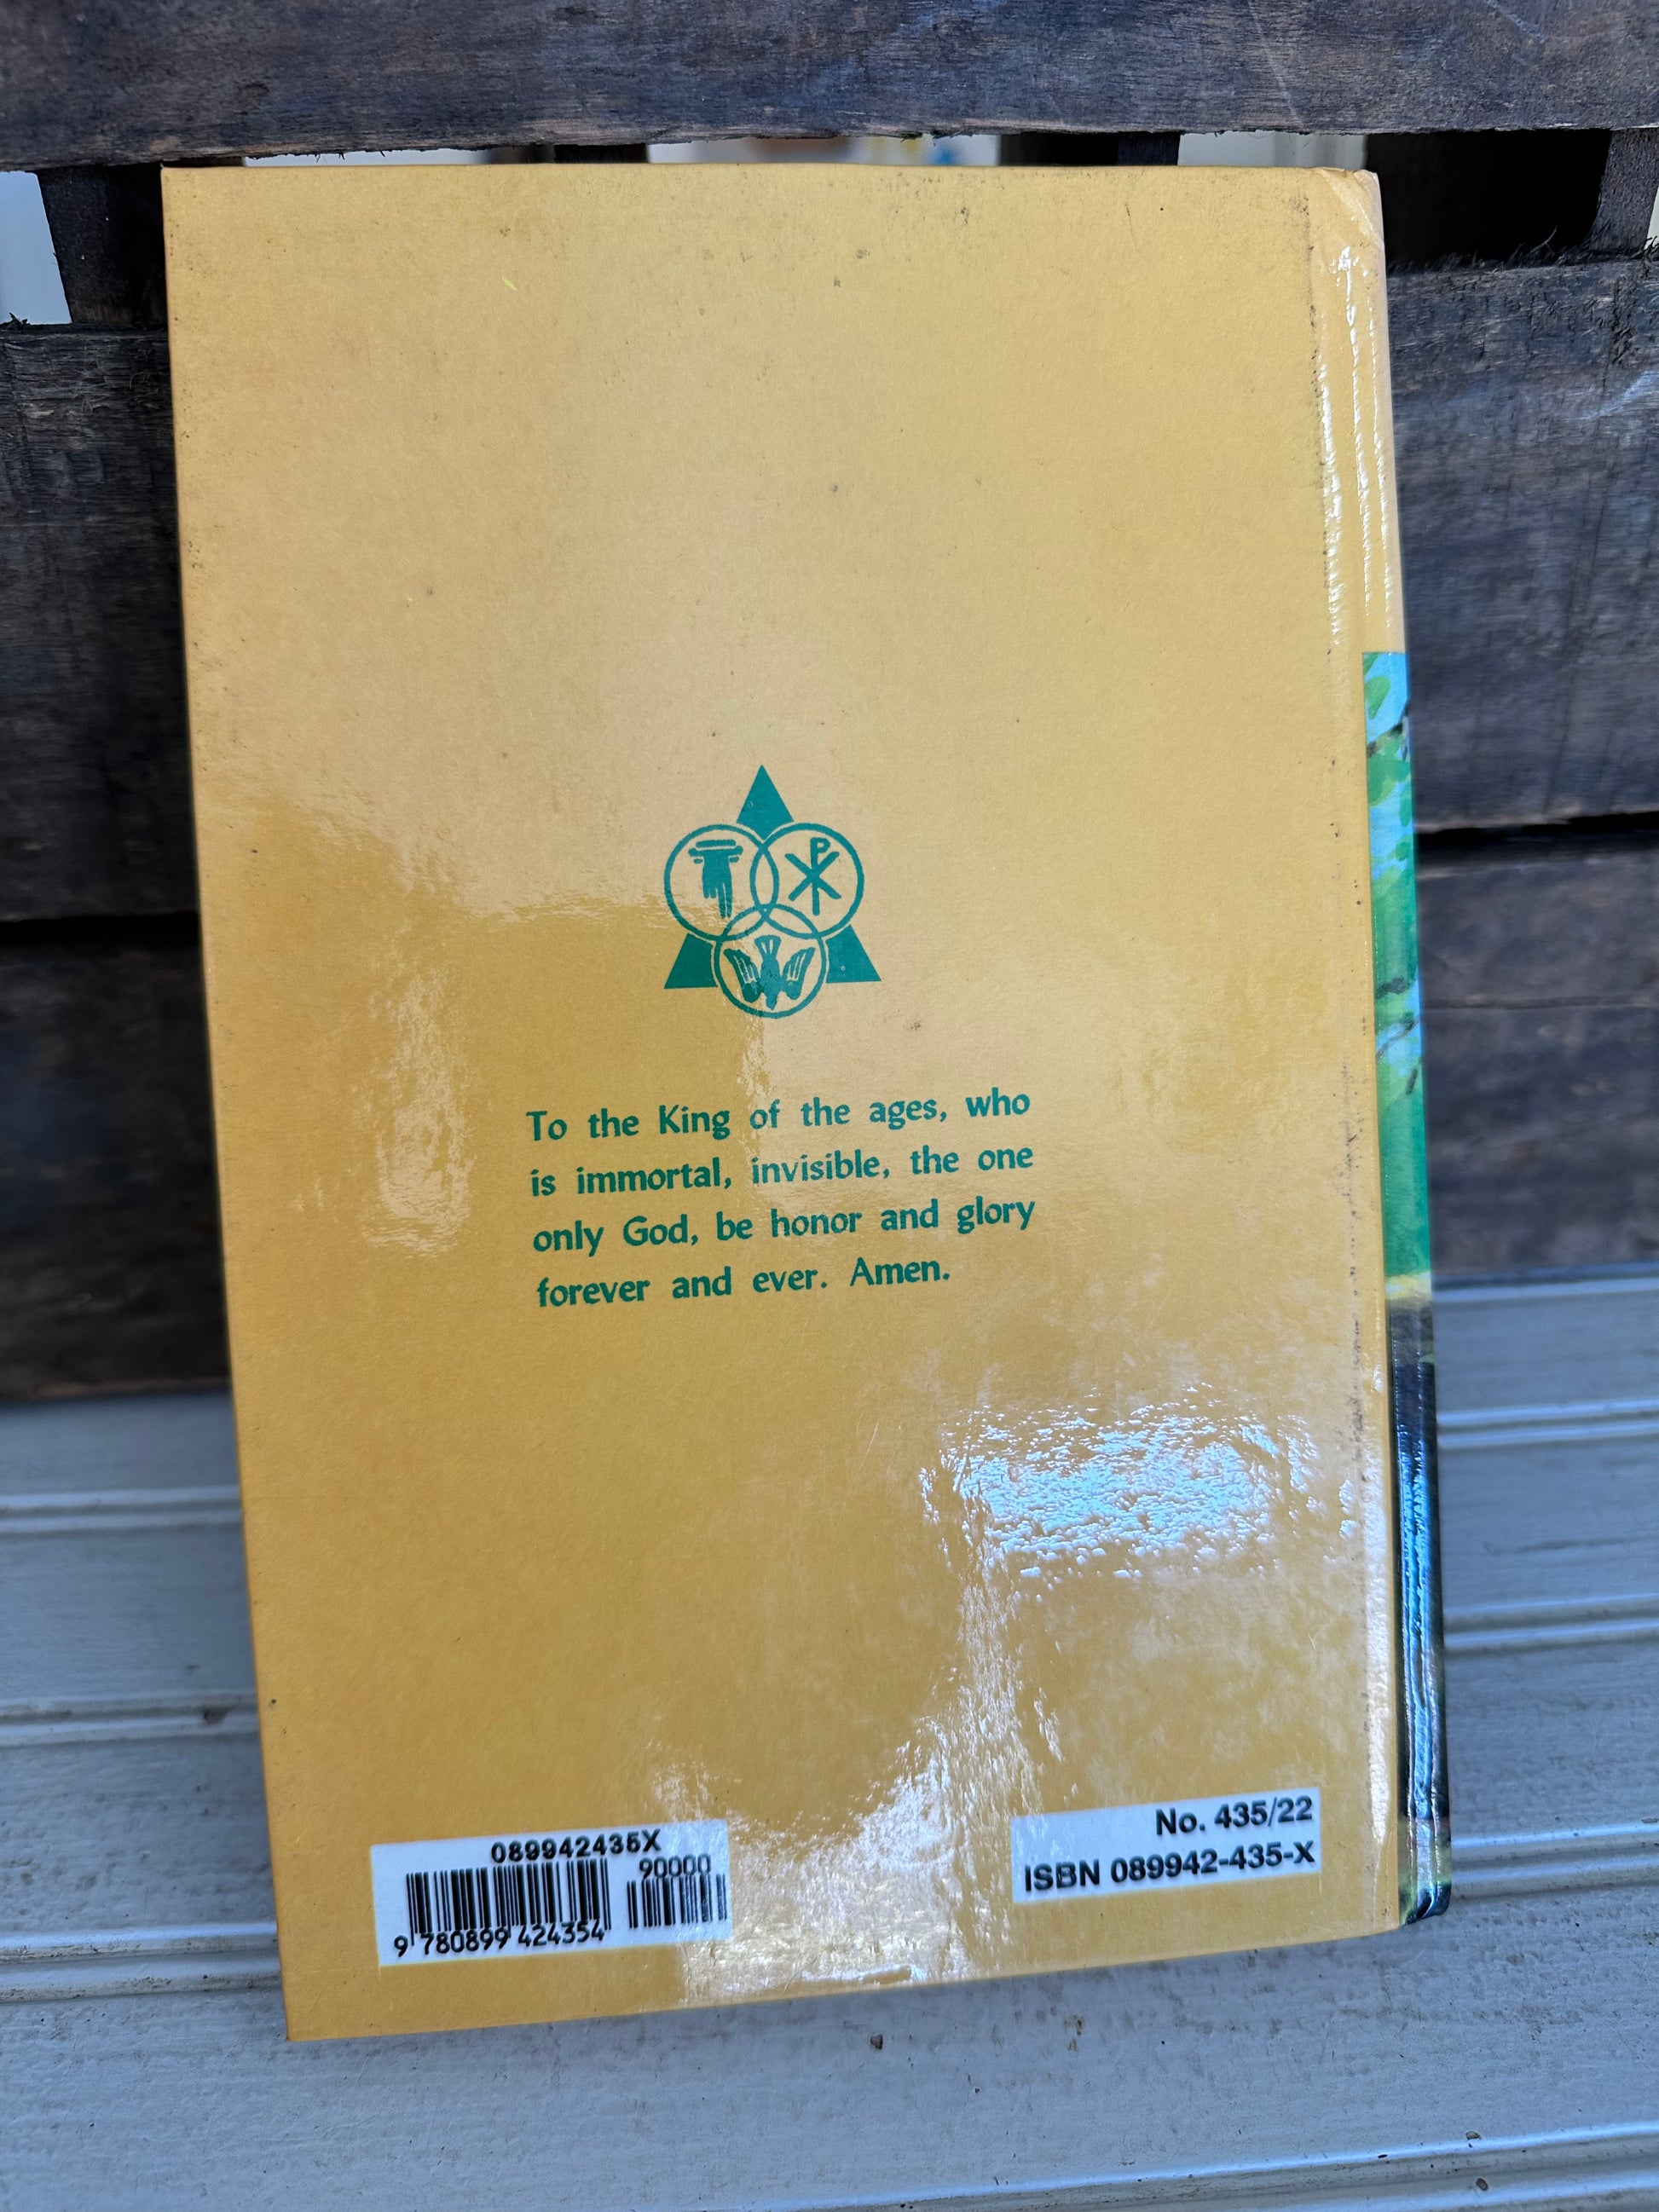 To the King of the ages, who
is immortal, invisible, the one
only God, be honor and glory
forever and ever. Amen.
089942435X
90000
9 780899 424354
No. 435/22
ISBN 089942-435-X